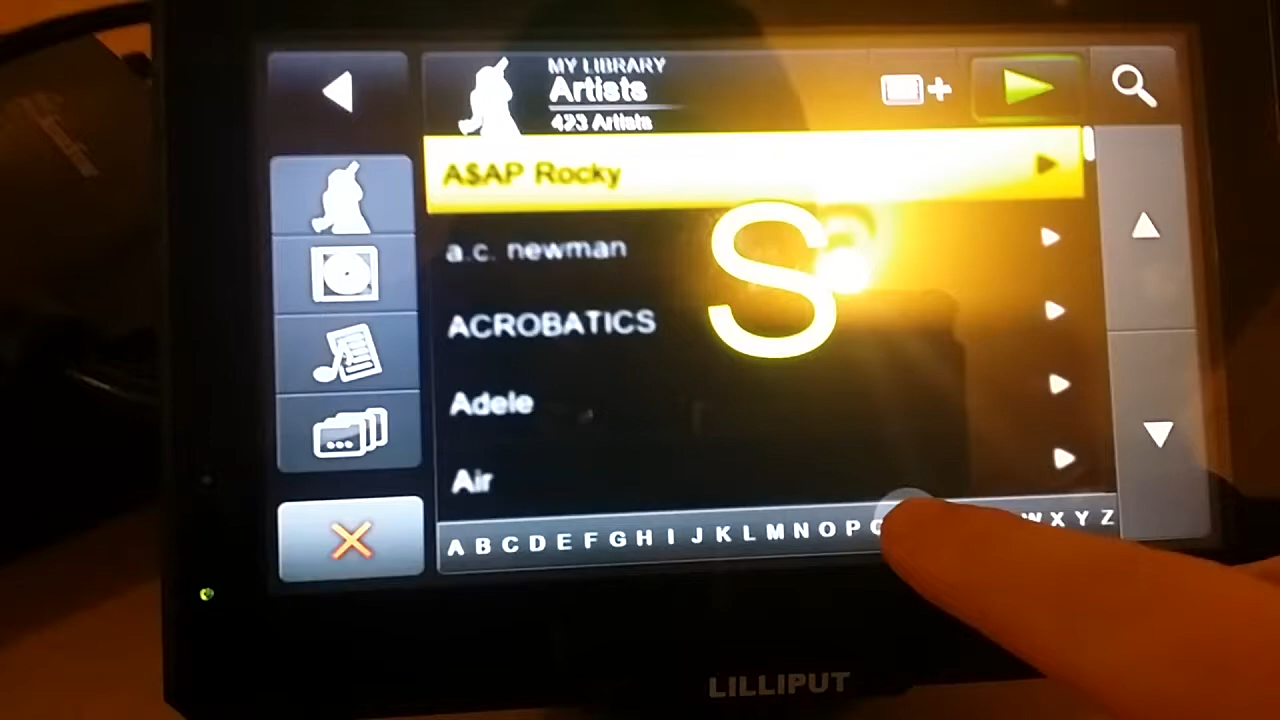 MY LIBRARY
Artists
423 Artists
A$AP Rocky
a.c. newman
ACROBATICS
Adele
Air
S
A B C D E F G H I J K L M N O P Q W X Y Z
LILLIPUT